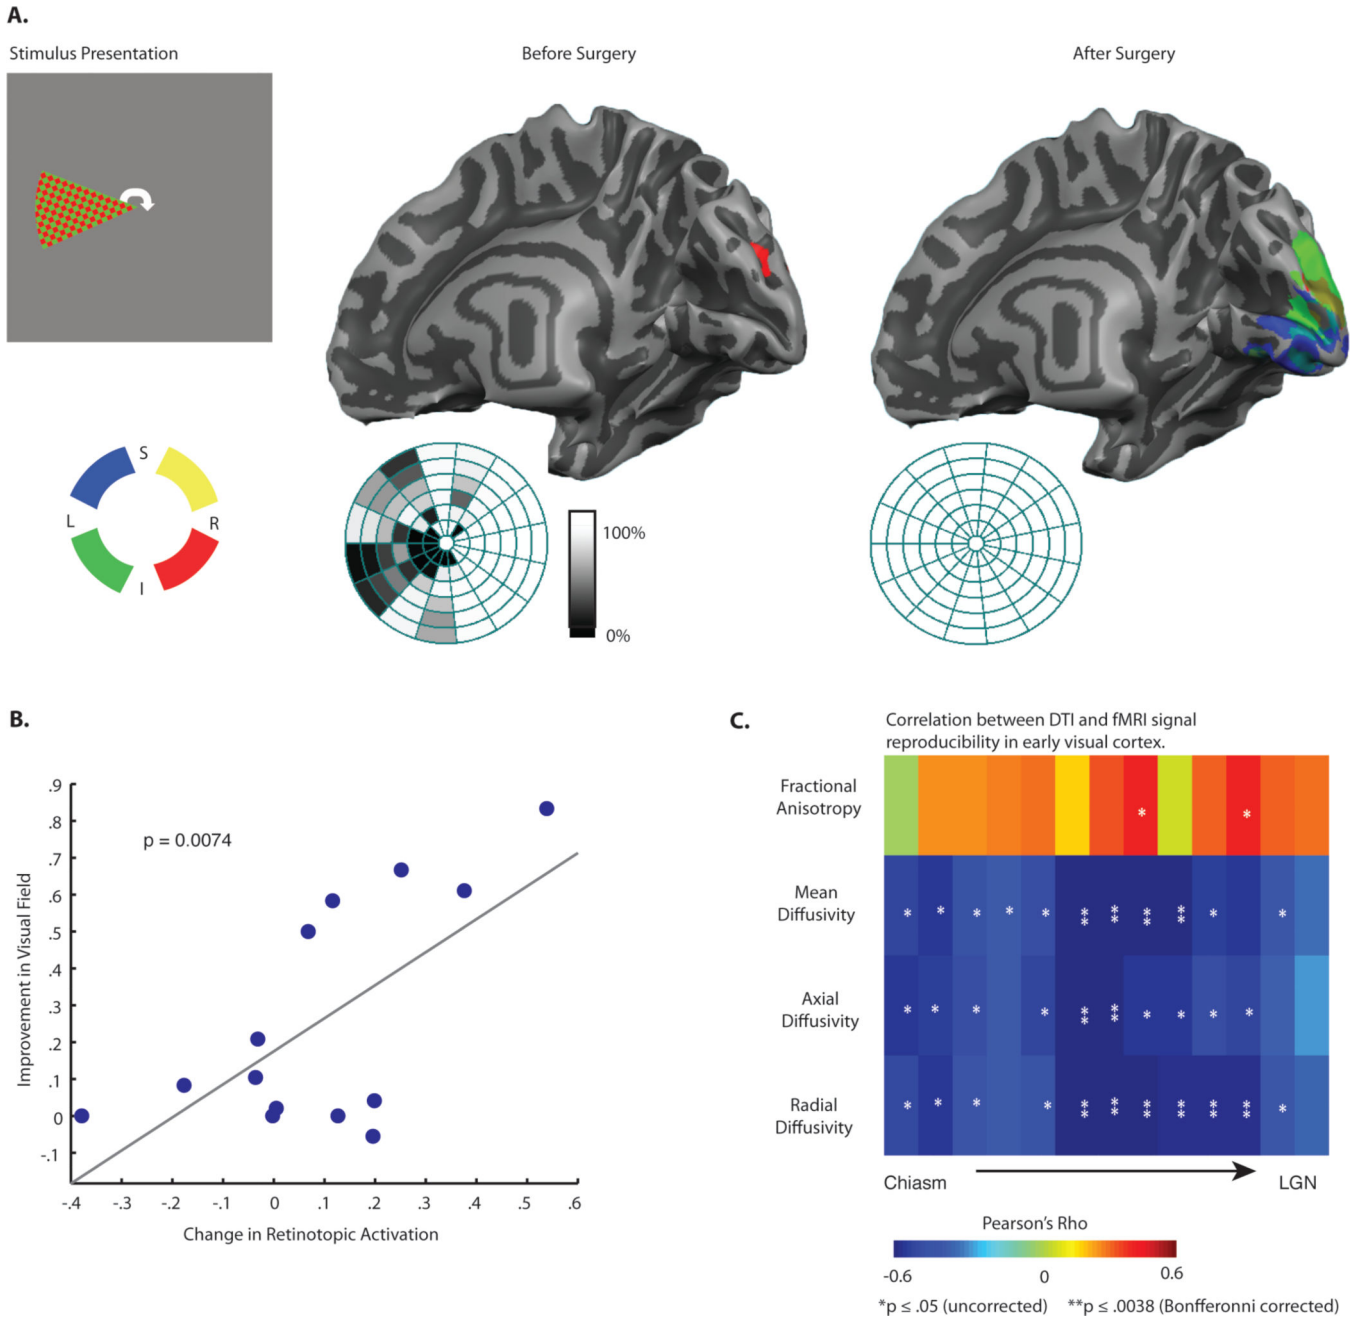 A.
Stimulus Presentation
Before Surgery
After Surgery
S
L
R
I
100%
0%
B.
Improvement in Visual Field
.9
.8
.7
.6
.5
.4
.3
.2
.1
0
-.1
p = 0.0074
-.4 -.3 -.2 -.1 0 .1 .2 .3 .4 .5 .6
Change in Retinotopic Activation
C.
Correlation between DTI and fMRI signal
reproducibility in early visual cortex.
Fractional
Anisotropy
* *
Mean
Diffusivity
* * * * * ** ** ** ** * *
Axial
Diffusivity
* * * * ** ** * * * *
Radial
Diffusivity
* * * * ** ** ** ** ** ** *
Chiasm
LGN
Pearson's Rho
-0.6 0 0.6
*p ≤ .05 (uncorrected) **p ≤ .0038 (Bonfferonni corrected)